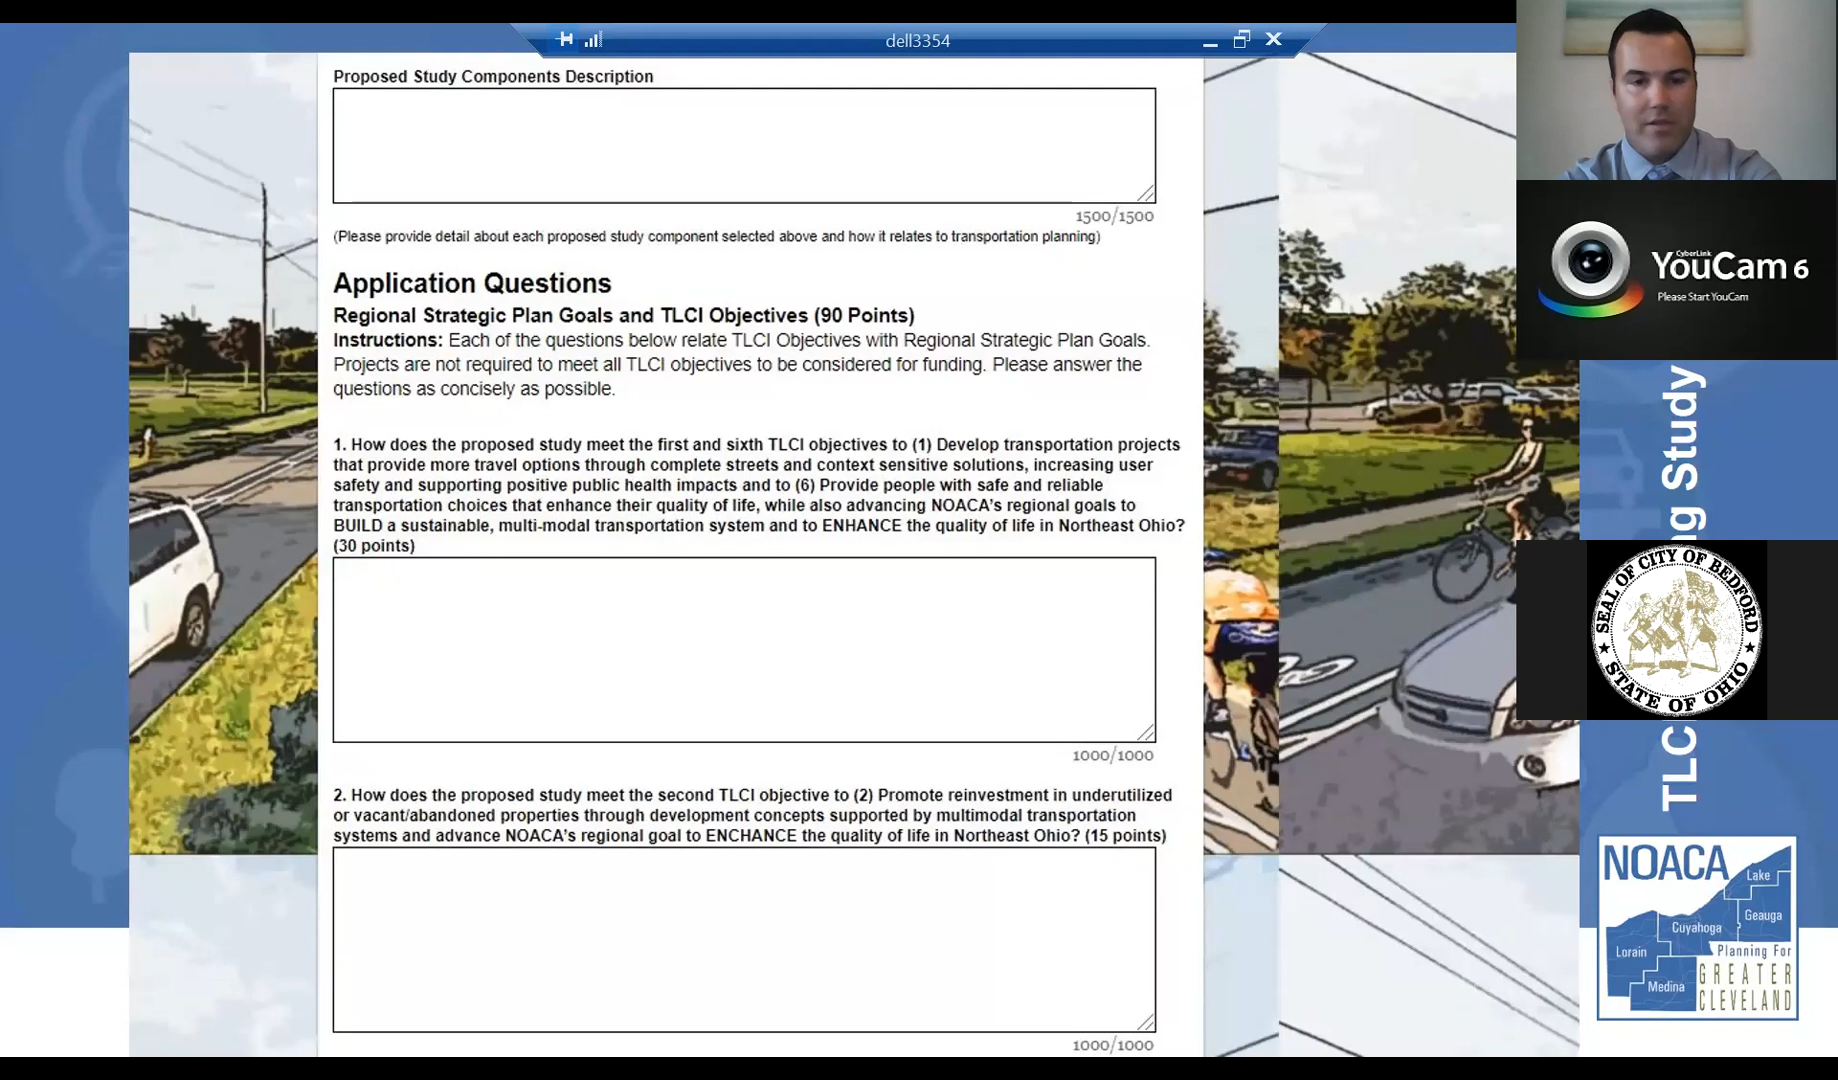 dell3354
Proposed Study Components Description
1500/1500
(Please provide detail about each proposed study component selected above and how it relates to transportation planning)
Application Questions
Regional Strategic Plan Goals and TLCI Objectives (90 Points)
Instructions: Each of the questions below relate TLCI Objectives with Regional Strategic Plan Goals.
Projects are not required to meet all TLCI objectives to be considered for funding. Please answer the
questions as concisely as possible.
1. How does the proposed study meet the first and sixth TLCI objectives to (1) Develop transportation projects
that provide more travel options through complete streets and context sensitive solutions, increasing user
safety and supporting positive public health impacts and to (6) Provide people with safe and reliable
transportation choices that enhance their quality of life, while also advancing NOACA's regional goals to
BUILD a sustainable, multi-modal transportation system and to ENHANCE the quality of life in Northeast Ohio?
(30 points)
1000/1000
2. How does the proposed study meet the second TLCI objective to (2) Promote reinvestment in underutilized
or vacant/abandoned properties through development concepts supported by multimodal transportation
systems and advance NOACA's regional goal to ENCHANCE the quality of life in Northeast Ohio? (15 points)
1000/1000
CyberLink
YouCam 6
Please Start YouCam
Study
SEAL OF CITY OF BEDFORD
STATE OF OHIO
NOACA
Lake
Geauga
Cuyahoga
Lorain
Medina
Planning For
GREATER
CLEVELAND